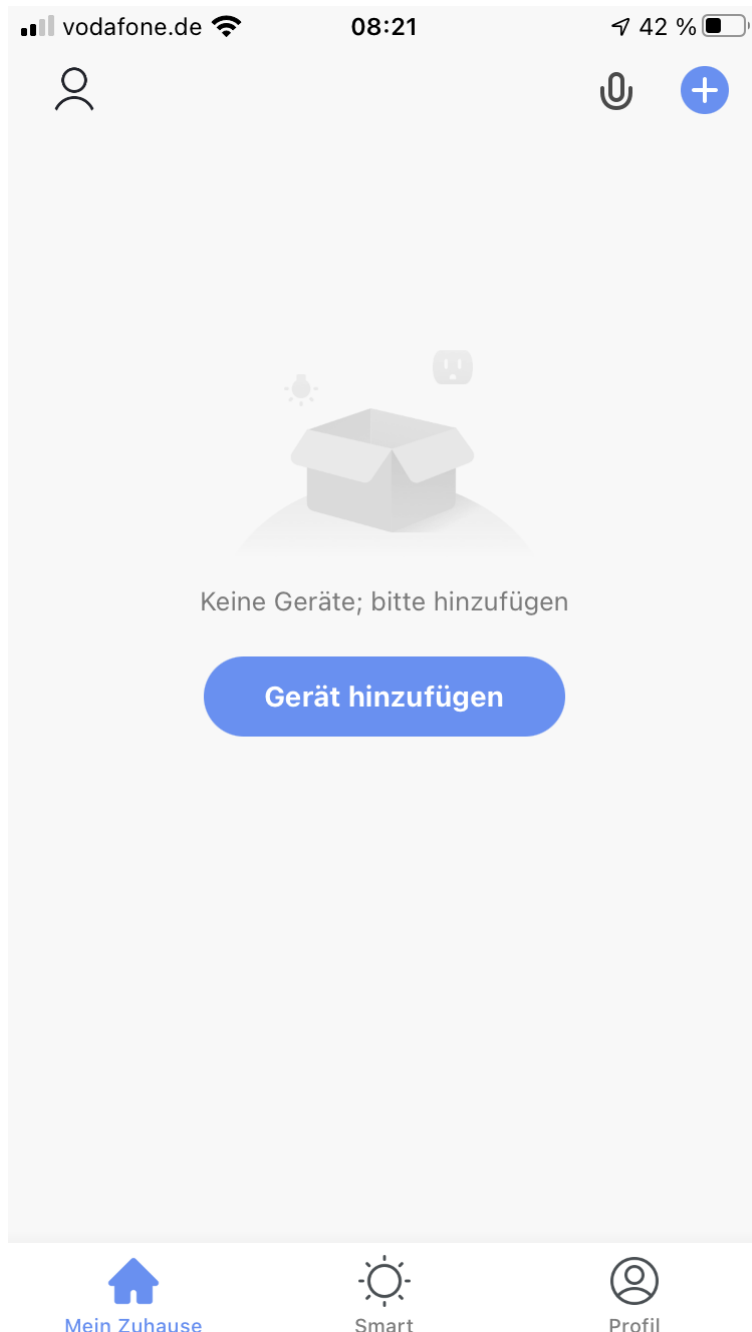 vodafone.de 08:21 42 %
Keine Geräte; bitte hinzufügen
Gerät hinzufügen
Mein Zuhause Smart Profil